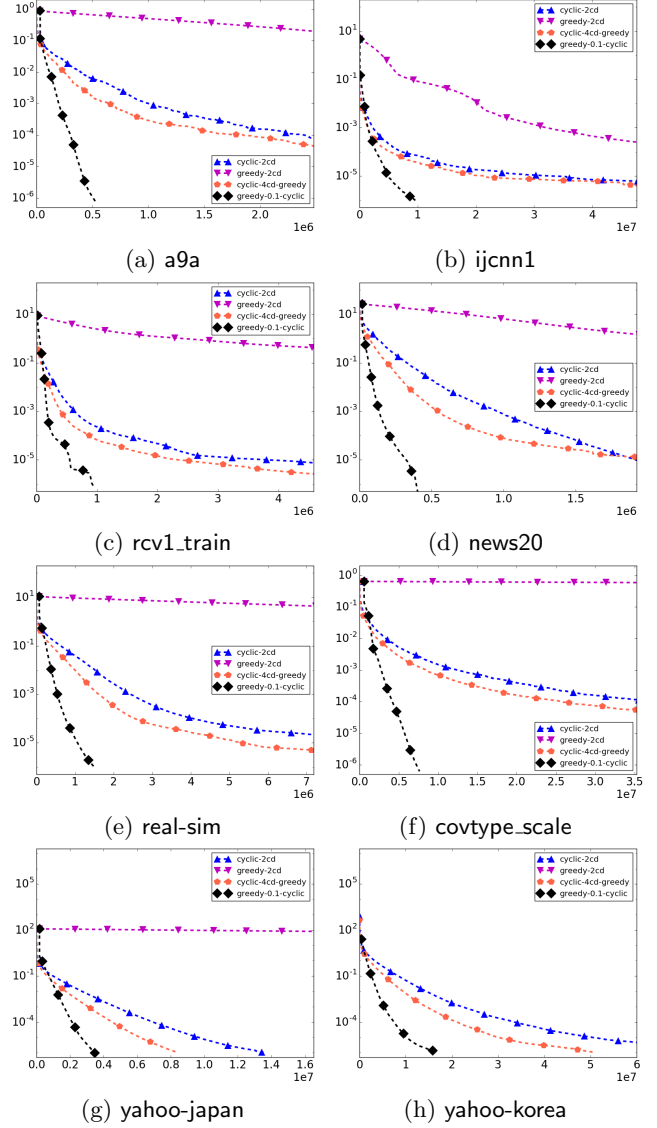 10^0
10^-1
10^-2
10^-3
10^-4
10^-5
10^-6
0.0 0.5 1.0 1.5 2.0
1e6
cyclic-2cd
greedy-2cd
cyclic-4cd-greedy
greedy-0.1-cyclic
(a) a9a
10^1
10^-1
10^-3
10^-5
0 1 2 3 4
1e7
cyclic-2cd
greedy-2cd
cyclic-4cd-greedy
greedy-0.1-cyclic
(b) ijcnn1
10^1
10^-1
10^-3
10^-5
0 1 2 3 4
1e6
cyclic-2cd
greedy-2cd
cyclic-4cd-greedy
greedy-0.1-cyclic
(c) rcv1_train
10^1
10^-1
10^-3
10^-5
0.0 0.5 1.0 1.5
1e6
cyclic-2cd
greedy-2cd
cyclic-4cd-greedy
greedy-0.1-cyclic
(d) news20
10^1
10^-1
10^-3
10^-5
0 1 2 3 4 5 6 7
1e6
cyclic-2cd
greedy-2cd
cyclic-4cd-greedy
greedy-0.1-cyclic
(e) real-sim
10^0
10^-1
10^-2
10^-3
10^-4
10^-5
10^-6
0.0 0.5 1.0 1.5 2.0 2.5 3.0 3.5
1e7
cyclic-2cd
greedy-2cd
cyclic-4cd-greedy
greedy-0.1-cyclic
(f) covtype_scale
10^5
10^2
10^-1
10^-4
0.0 0.2 0.4 0.6 0.8 1.0 1.2 1.4 1.6
1e7
cyclic-2cd
greedy-2cd
cyclic-4cd-greedy
greedy-0.1-cyclic
(g) yahoo-japan
10^5
10^2
10^-1
10^-4
0 1 2 3 4 5 6
1e7
cyclic-2cd
greedy-2cd
cyclic-4cd-greedy
greedy-0.1-cyclic
(h) yahoo-korea